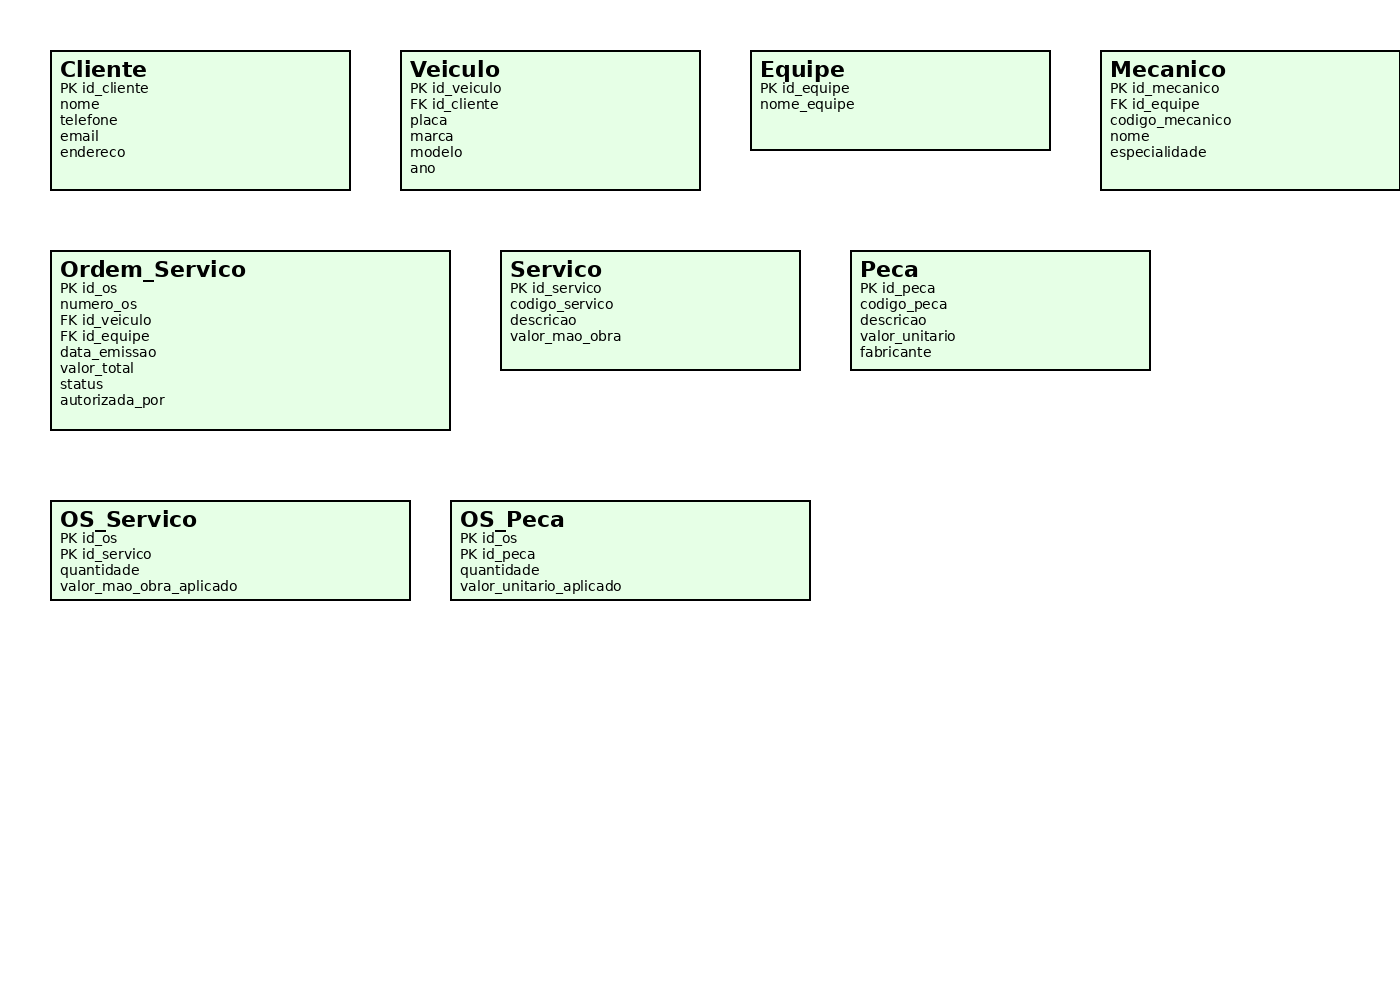 Cliente
PK id_cliente
nome
telefone
email
endereco
Veiculo
PK id_veiculo
FK id_cliente
placa
marca
modelo
ano
Equipe
PK id_equipe
nome_equipe
Mecanico
PK id_mecanico
FK id_equipe
codigo_mecanico
nome
especialidade
Ordem_Servico
PK id_os
numero_os
FK id_veiculo
FK id_equipe
data_emissao
valor_total
status
autorizada_por
Servico
PK id_servico
codigo_servico
descricao
valor_mao_obra
Peca
PK id_peca
codigo_peca
descricao
valor_unitario
fabricante
OS_Servico
PK id_os
PK id_servico
quantidade
valor_mao_obra_aplicado
OS_Peca
PK id_os
PK id_peca
quantidade
valor_unitario_aplicado